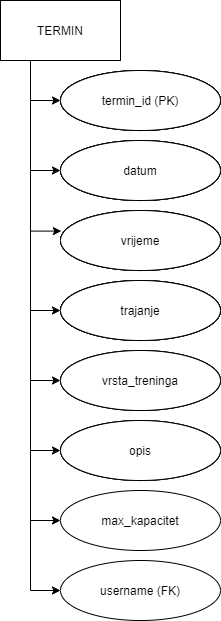 TERMIN
termin_id (PK)
datum
vrijeme
trajanje
vrsta_treninga
opis
max_kapacitet
username (FK)